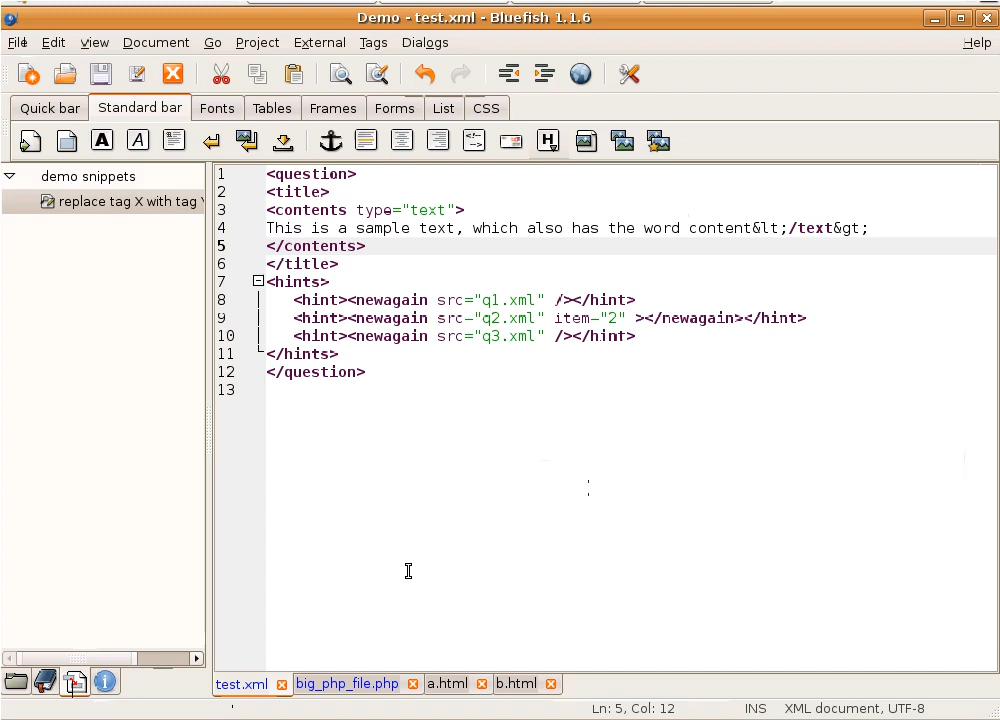 Demo - test.xml - Bluefish 1.1.6
File Edit View Document Go Project External Tags Dialogs Help
Quick bar Standard bar Fonts Tables Frames Forms List CSS
demo snippets
replace tag X with tag
1 <question>
2 <title>
3 <contents type="text">
4 This is a sample text, which also has the word content&lt;/text&gt;
5 </contents>
6 </title>
7 <hints>
8 <hint><newagain src="q1.xml" /></hint>
9 <hint><newagain src="q2.xml" item="2" ></newagain></hint>
10 <hint><newagain src="q3.xml" /></hint>
11 </hints>
12 </question>
13
test.xml big_php_file.php a.html b.html
Ln: 5, Col: 12 INS XML document, UTF-8